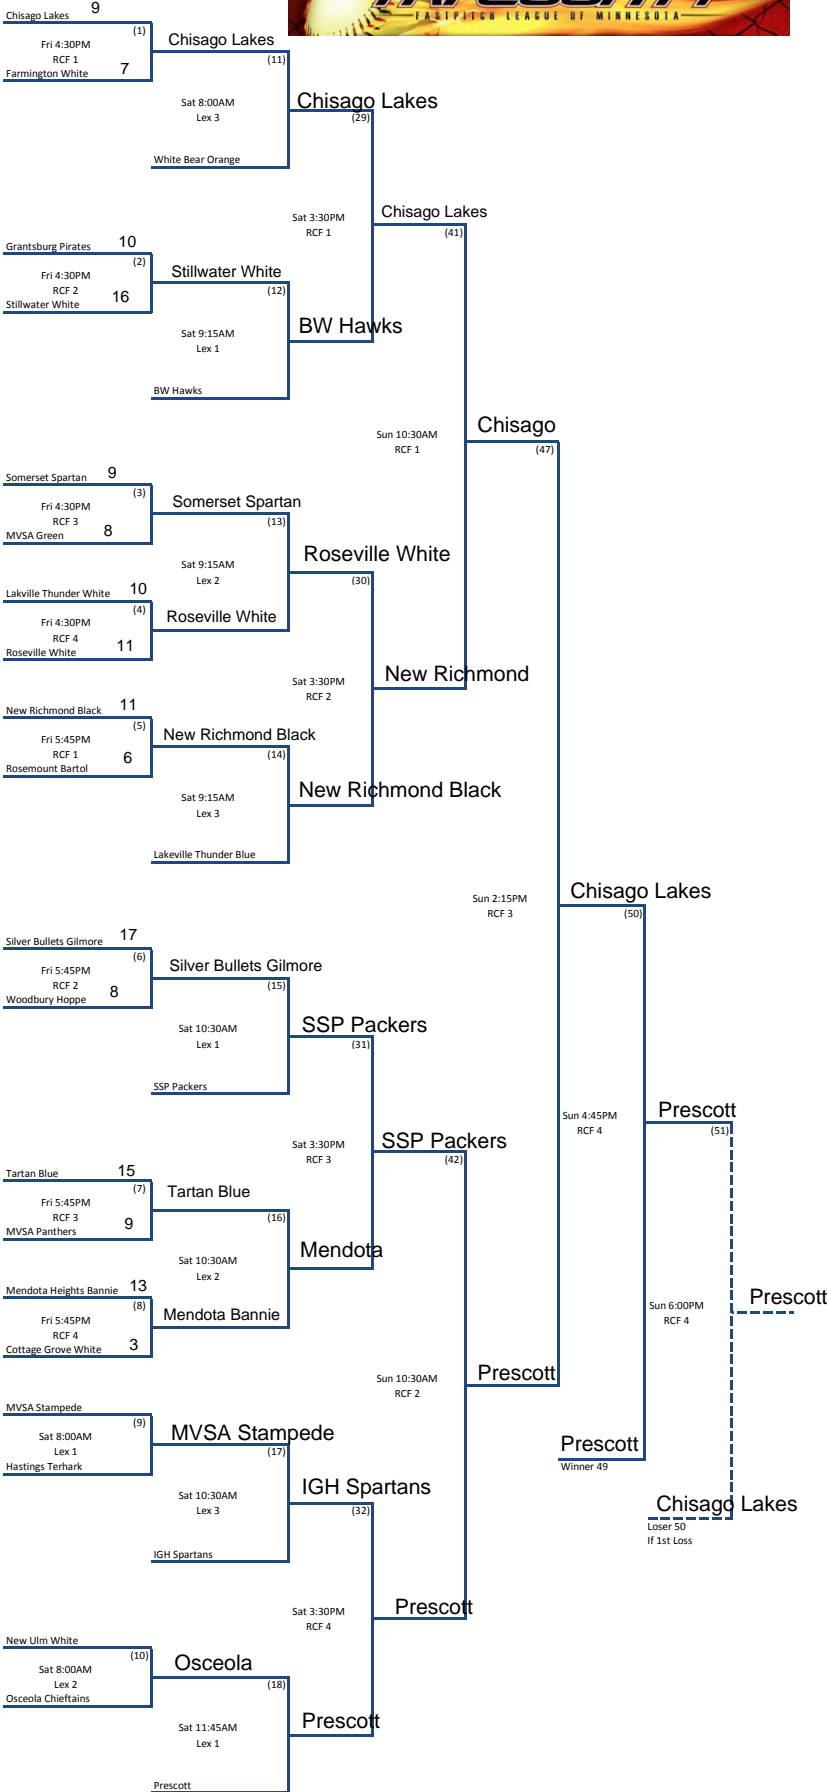 FASTPITCH LEAGUE OF MINNESOTA
9
Chisago Lakes
(1)
Fri 4:30PM
RCF 1
Farmington White 7
Chisago Lakes
(11)
Sat 8:00AM
Lex 3
White Bear Orange
Chisago Lakes
(29)
Sat 3:30PM
RCF 1
Chisago Lakes
(41)
Grantsburg Pirates 10
(2)
Fri 4:30PM
RCF 2
Stillwater White 16
Stillwater White
(12)
Sat 9:15AM
Lex 1
BW Hawks
BW Hawks
Sun 10:30AM
RCF 1
Chisago
(47)
Somerset Spartan 9
(3)
Fri 4:30PM
RCF 3
MVSA Green 8
Somerset Spartan
(13)
Sat 9:15AM
Lex 2
Roseville White
(30)
Lakville Thunder White 10
(4)
Fri 4:30PM
RCF 4
Roseville White 11
Roseville White
Sat 3:30PM
RCF 2
New Richmond
New Richmond Black 11
(5)
Fri 5:45PM
RCF 1
Rosemount Bartol 6
New Richmond Black
(14)
Sat 9:15AM
Lex 3
Lakeville Thunder Blue
New Richmond Black
Sun 2:15PM
RCF 3
Chisago Lakes
(50)
Silver Bullets Gilmore 17
(6)
Fri 5:45PM
RCF 2
Woodbury Hoppe 8
Silver Bullets Gilmore
(15)
Sat 10:30AM
Lex 1
SSP Packers
SSP Packers
(31)
Sat 3:30PM
RCF 3
SSP Packers
(42)
Sun 4:45PM
RCF 4
Prescott
(51)
Tartan Blue 15
(7)
Fri 5:45PM
RCF 3
MVSA Panthers 9
Tartan Blue
(16)
Sat 10:30AM
Lex 2
Mendota
Mendota Heights Bannie 13
(8)
Fri 5:45PM
RCF 4
Cottage Grove White 3
Mendota Bannie
Sun 6:00PM
RCF 4
Prescott
Sun 10:30AM
RCF 2
Prescott
MVSA Stampede
(9)
Sat 8:00AM
Lex 1
Hastings Terhark
MVSA Stampede
(17)
Sat 10:30AM
Lex 3
IGH Spartans
IGH Spartans
(32)
Prescott
Winner 49
Chisago Lakes
Loser 50
If 1st Loss
Sat 3:30PM
RCF 4
Prescott
New Ulm White
(10)
Sat 8:00AM
Lex 2
Osceola Chieftains
Osceola
(18)
Sat 11:45AM
Lex 1
Prescott
Prescott